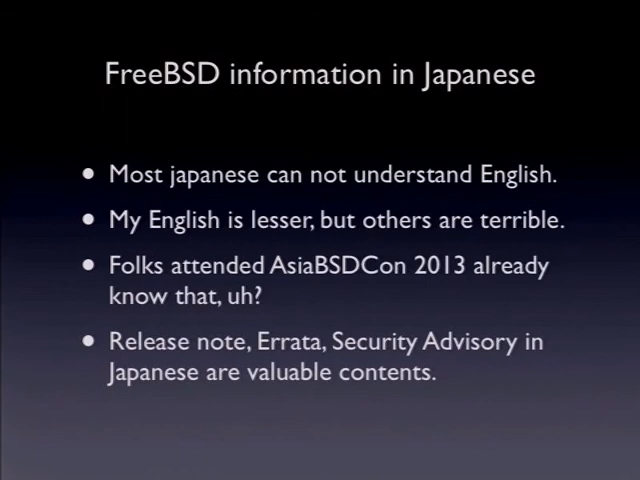 FreeBSD information in Japanese
• Most japanese can not understand English.
• My English is lesser, but others are terrible.
• Folks attended AsiaBSDCon 2013 already
know that, uh?
• Release note, Errata, Security Advisory in
Japanese are valuable contents.